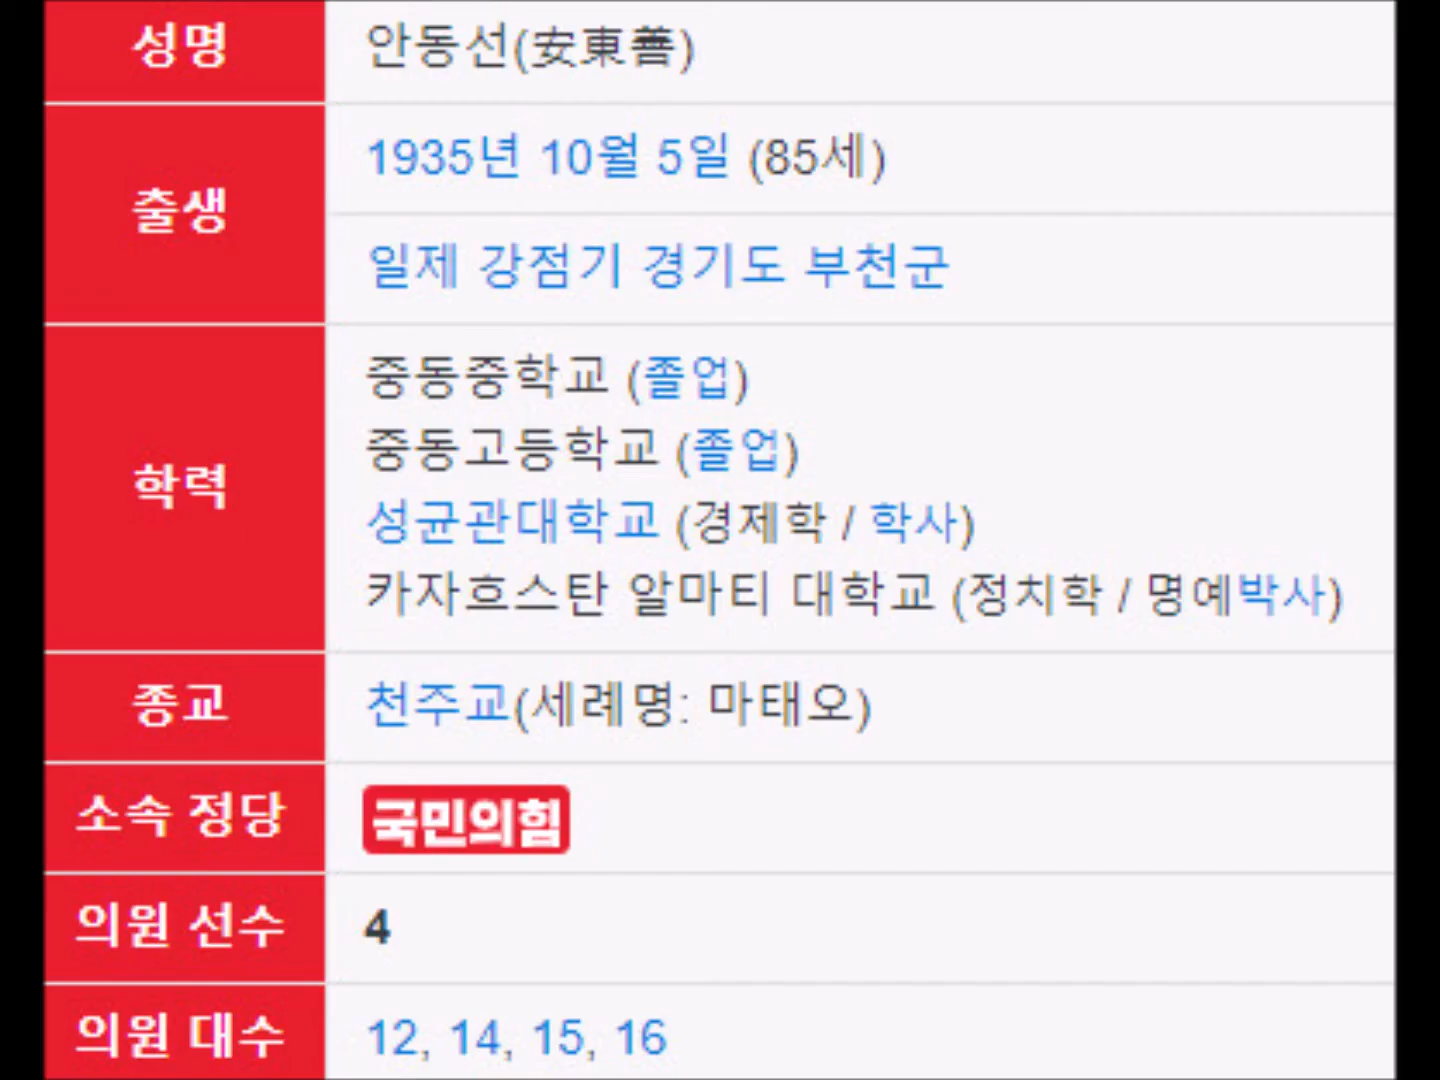 성명 안동선(安東善)
출생 1935년 10월 5일 (85세)
일제 강점기 경기도 부천군
학력 중동중학교 (졸업)
중동고등학교 (졸업)
성균관대학교 (경제학 / 학사)
카자흐스탄 알마티 대학교 (정치학 / 명예박사)
종교 천주교(세례명: 마태오)
소속 정당 국민의힘
의원 선수 4
의원 대수 12, 14, 15, 16